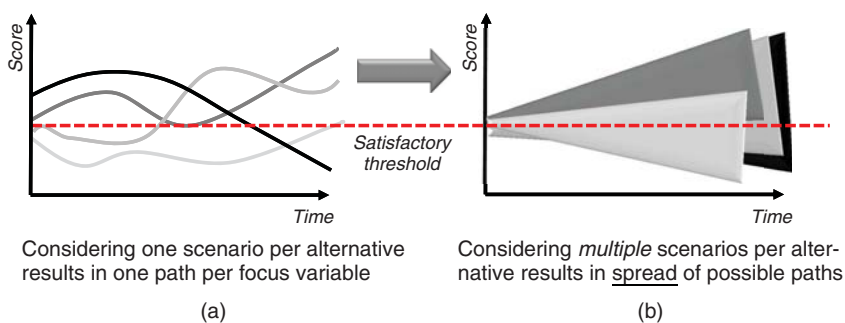 Score
Time
Satisfactory
threshold
Score
Time
Considering one scenario per alternative
results in one path per focus variable
(a)
Considering multiple scenarios per alter-
native results in spread of possible paths
(b)